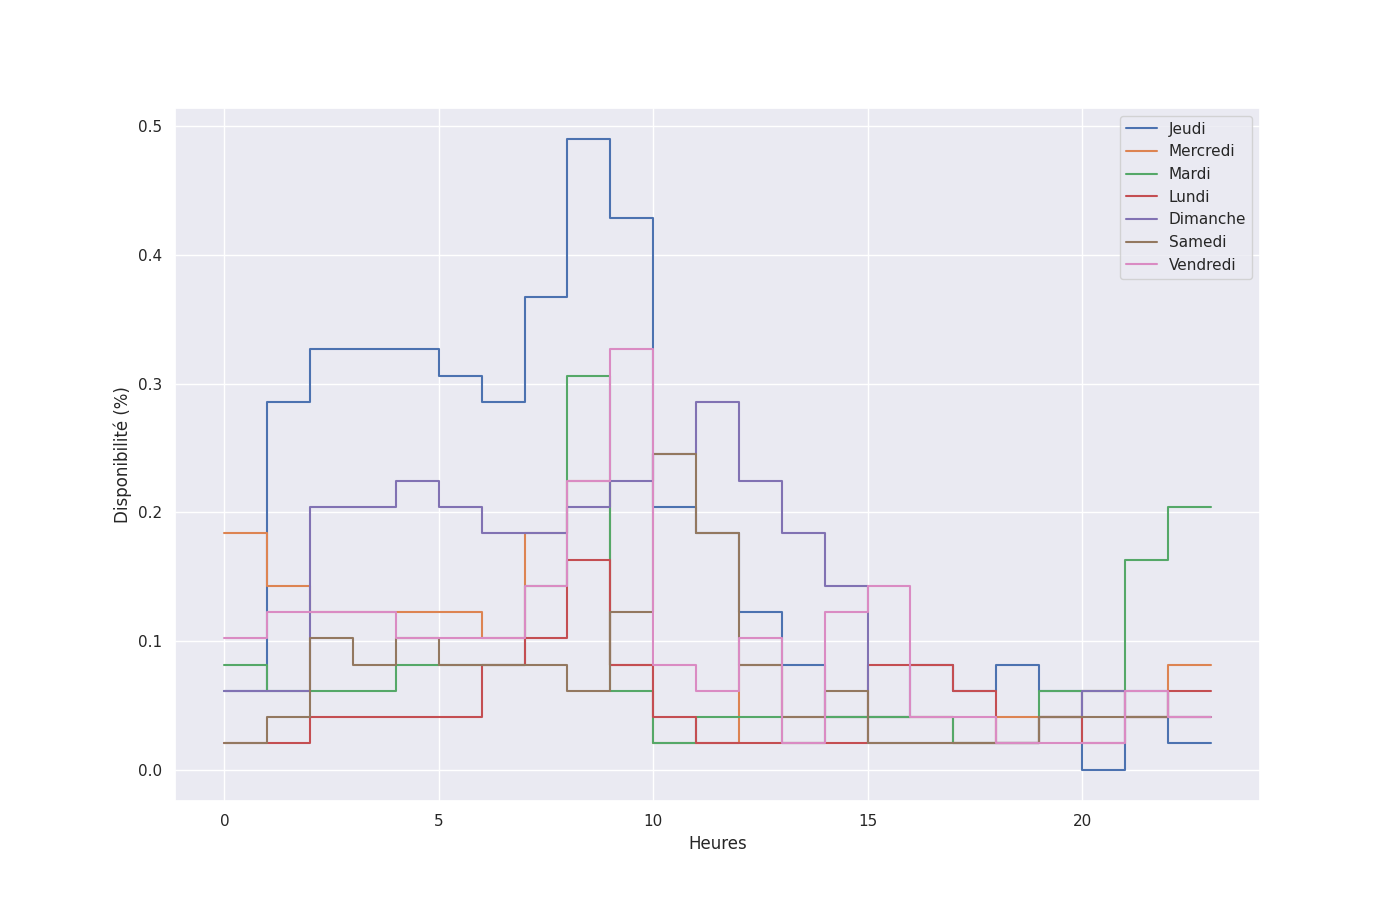 0.5
0.4
0.3
0.2
0.1
0.0
Disponibilité (%)
0 5 10 15 20
Heures
Jeudi
Mercredi
Mardi
Lundi
Dimanche
Samedi
Vendredi